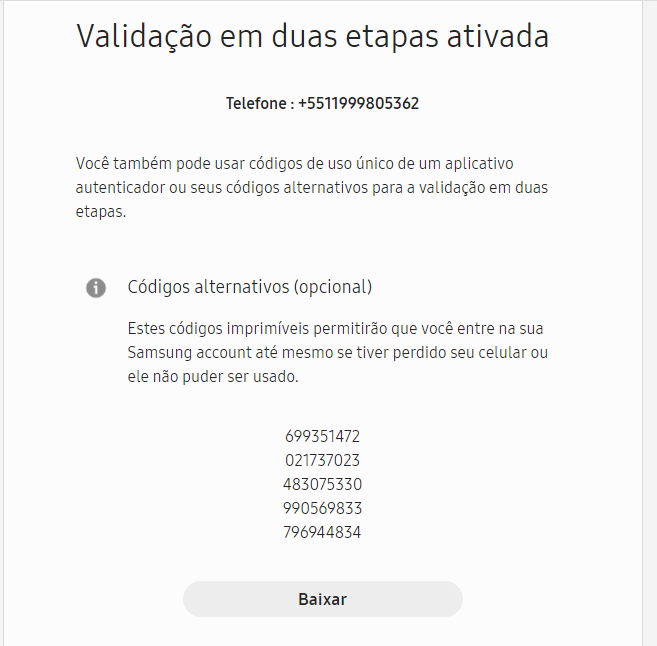 Validação em duas etapas ativada
Telefone : +5511999805362
Você também pode usar códigos de uso único de um aplicativo
autenticador ou seus códigos alternativos para a validação em duas
etapas.
Códigos alternativos (opcional)
Estes códigos imprimíveis permitirão que você entre na sua
Samsung account até mesmo se tiver perdido seu celular ou
ele não puder ser usado.
699351472
021737023
483075330
990569833
796944834
Baixar